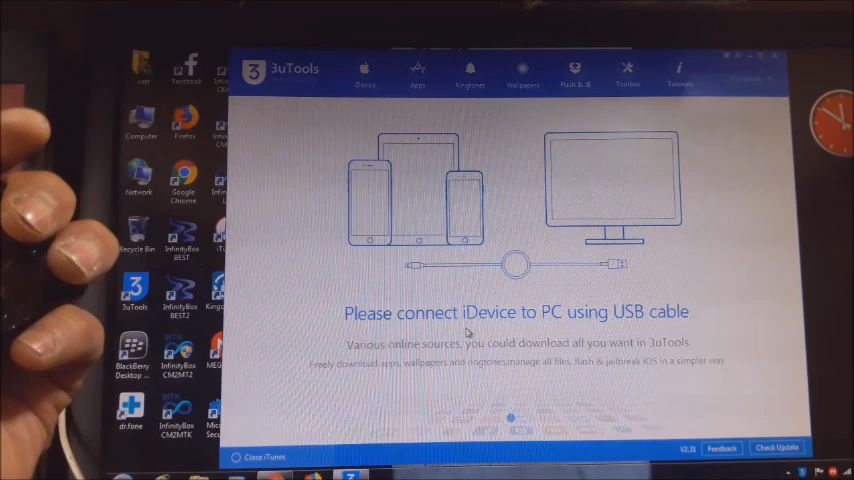 3uTools
iDevice
Apps
Ringtones
Wallpapers
Flash & JB
Toolbox
Tutorials
user
Facebook
Computer
Firefox
Network
Google
Chrome
Recycle Bin
InfinityBox
BEST
3uTools
InfinityBox
BEST2
BlackBerry
Desktop ...
InfinityBox
CM2MT2
dr.fone
InfinityBox
CM2MTK
Please connect iDevice to PC using USB cable
Various online sources, you could download all you want in 3uTools
Freely download apps, wallpapers and ringtones,manage all files, flash & jailbreak iOS in a simpler way
Close iTunes
V2.31
Feedback
Check Update